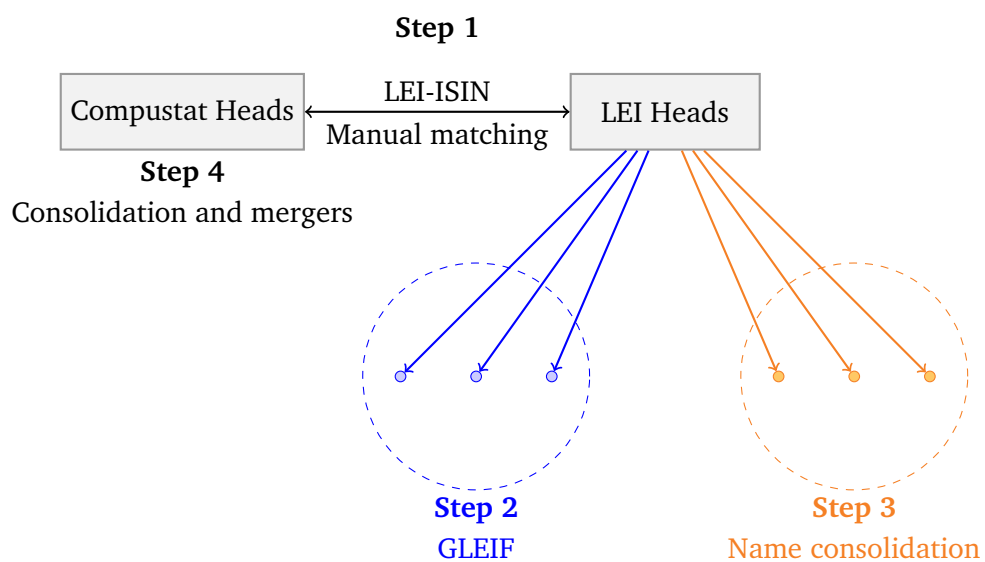 Step 1
Compustat Heads
LEI-ISIN
Manual matching
LEI Heads
Step 4
Consolidation and mergers
Step 2
GLEIF
Step 3
Name consolidation